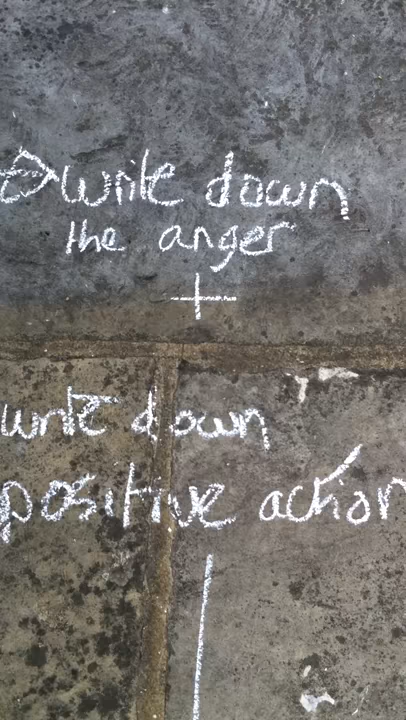 write down
the anger
+
write down
positive action